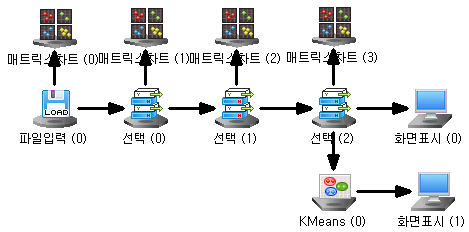 매트릭스차트 (0)
매트릭스차트 (1)
매트릭스차트 (2)
매트릭스차트 (3)
LOAD
파일입력 (0)
선택 (0)
선택 (1)
선택 (2)
화면표시 (0)
KMeans (0)
화면표시 (1)